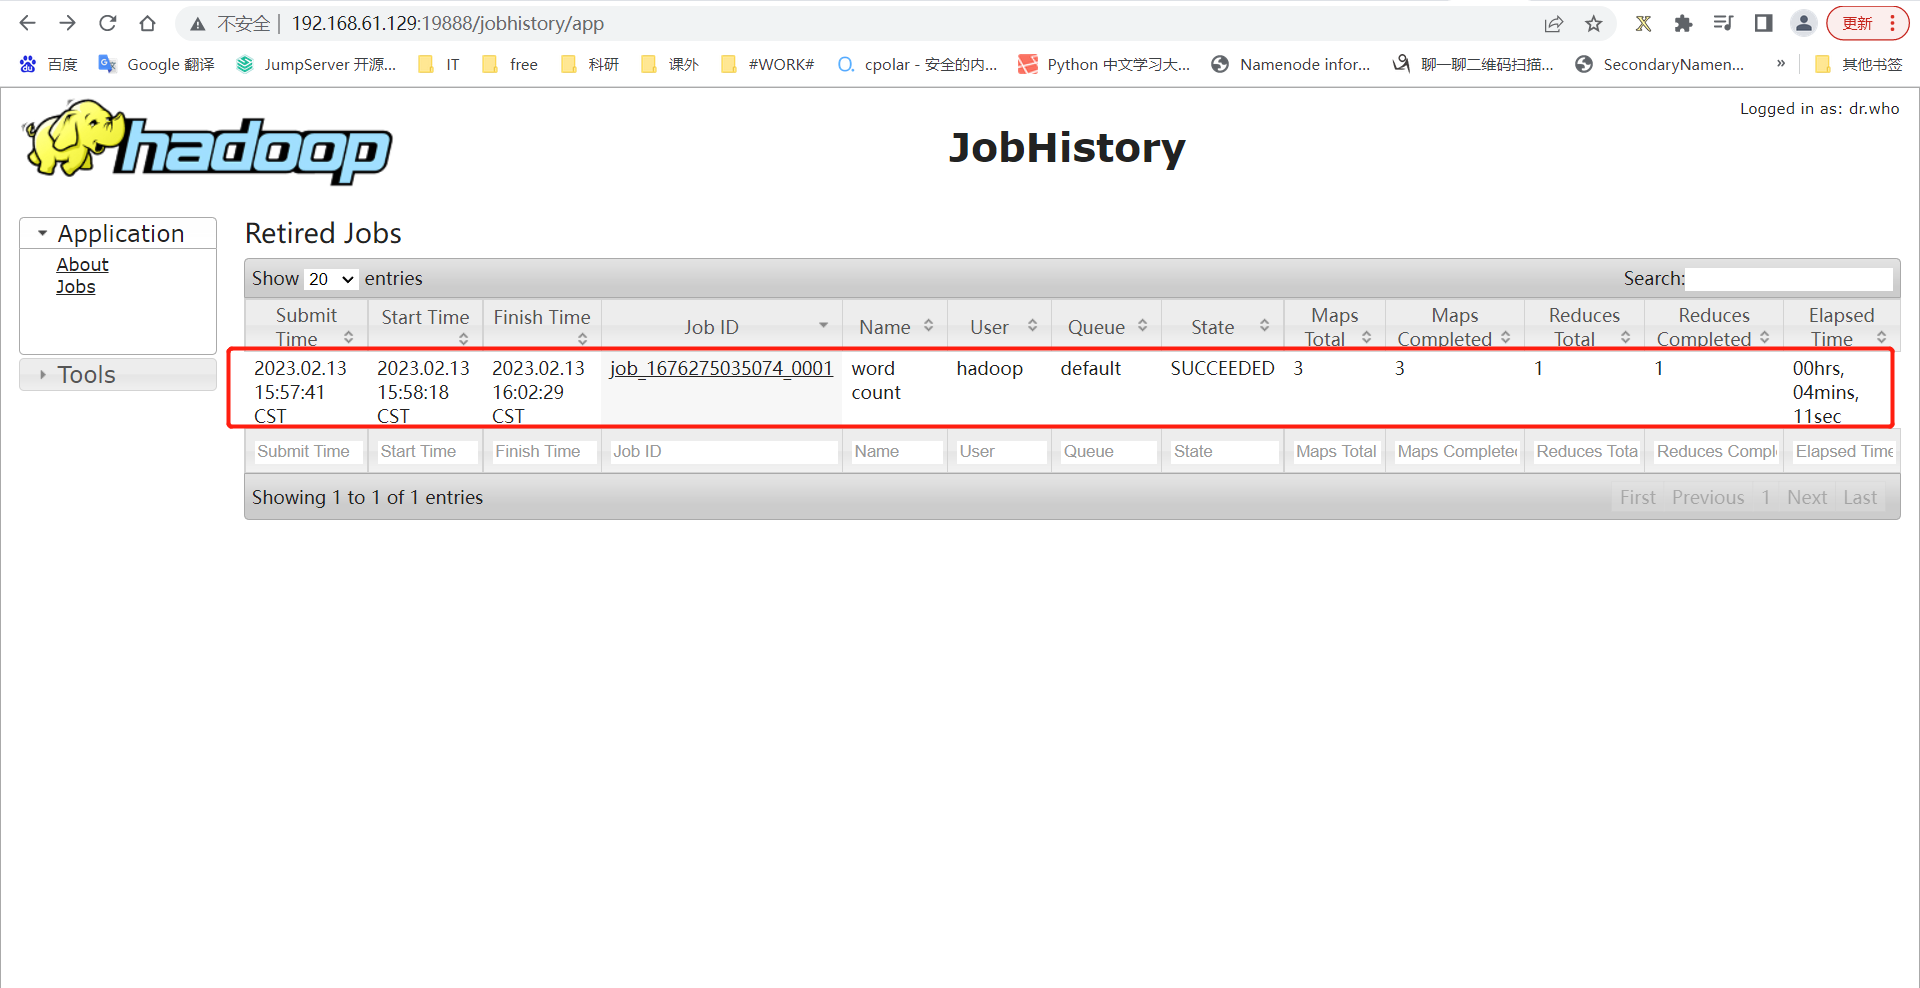 不安全 192.168.61.129:19888/jobhistory/app 更新
百度 Google 翻译 JumpServer 开源... IT free 科研 课外 #WORK# cpolar - 安全的内... Python 中文学习大... Namenode infor... 聊一聊二维码扫描... SecondaryNamen... » 其他书签
Logged in as: dr.who
hadoop
JobHistory
Application
About
Jobs
Tools
Retired Jobs
Show 20 entries Search:
Submit Time Start Time Finish Time Job ID Name User Queue State Maps Total Maps Completed Reduces Total Reduces Completed Elapsed Time
2023.02.13 2023.02.13 2023.02.13 job_1676275035074_0001 word hadoop default SUCCEEDED 3 3 1 1 00hrs,
15:57:41 15:58:18 16:02:29 count 04mins,
CST CST CST 11sec
Submit Time Start Time Finish Time Job ID Name User Queue State Maps Total Maps Complete Reduces Tota Reduces Compl Elapsed Time
Showing 1 to 1 of 1 entries First Previous 1 Next Last